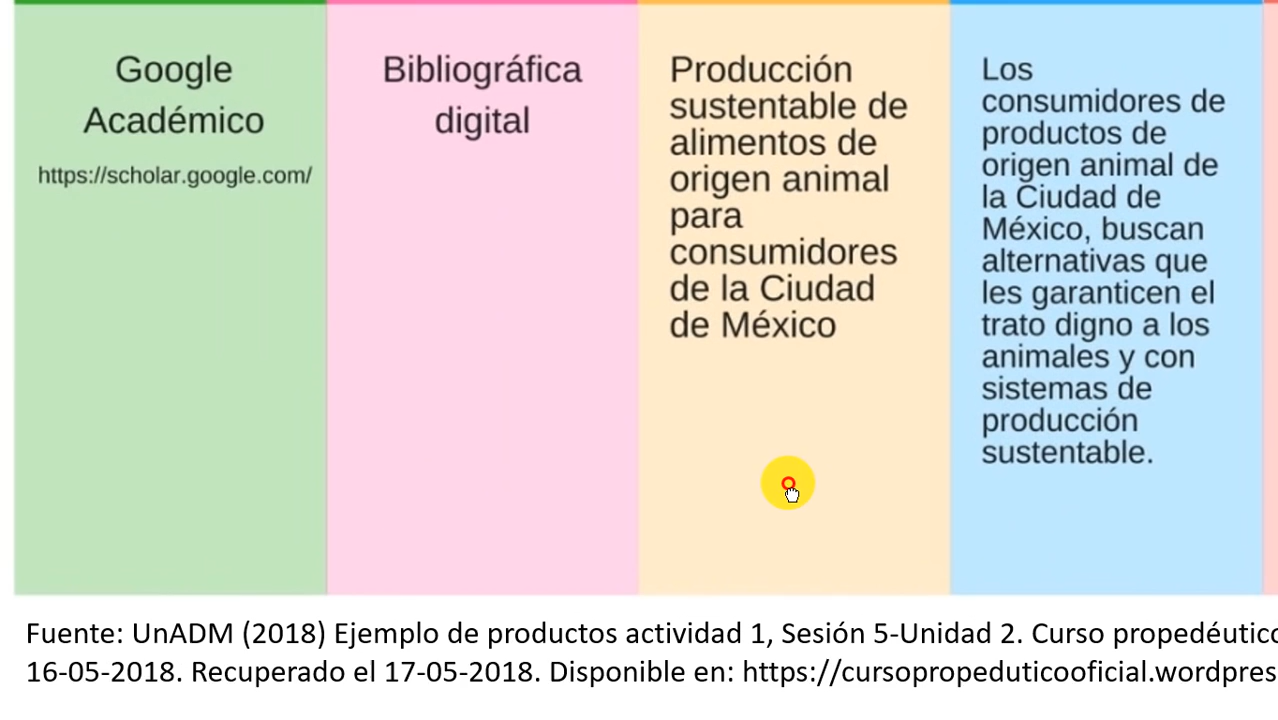 Google
Académico
https://scholar.google.com/
Bibliográfica
digital
Producción
sustentable de
alimentos de
origen animal
para
consumidores
de la Ciudad
de México
Los
consumidores de
productos de
origen animal de
la Ciudad de
México, buscan
alternativas que
les garanticen el
trato digno a los
animales y con
sistemas de
producción
sustentable.
Fuente: UnADM (2018) Ejemplo de productos actividad 1, Sesión 5-Unidad 2. Curso propedéutico
16-05-2018. Recuperado el 17-05-2018. Disponible en: https://cursopropeduticooficial.wordpres